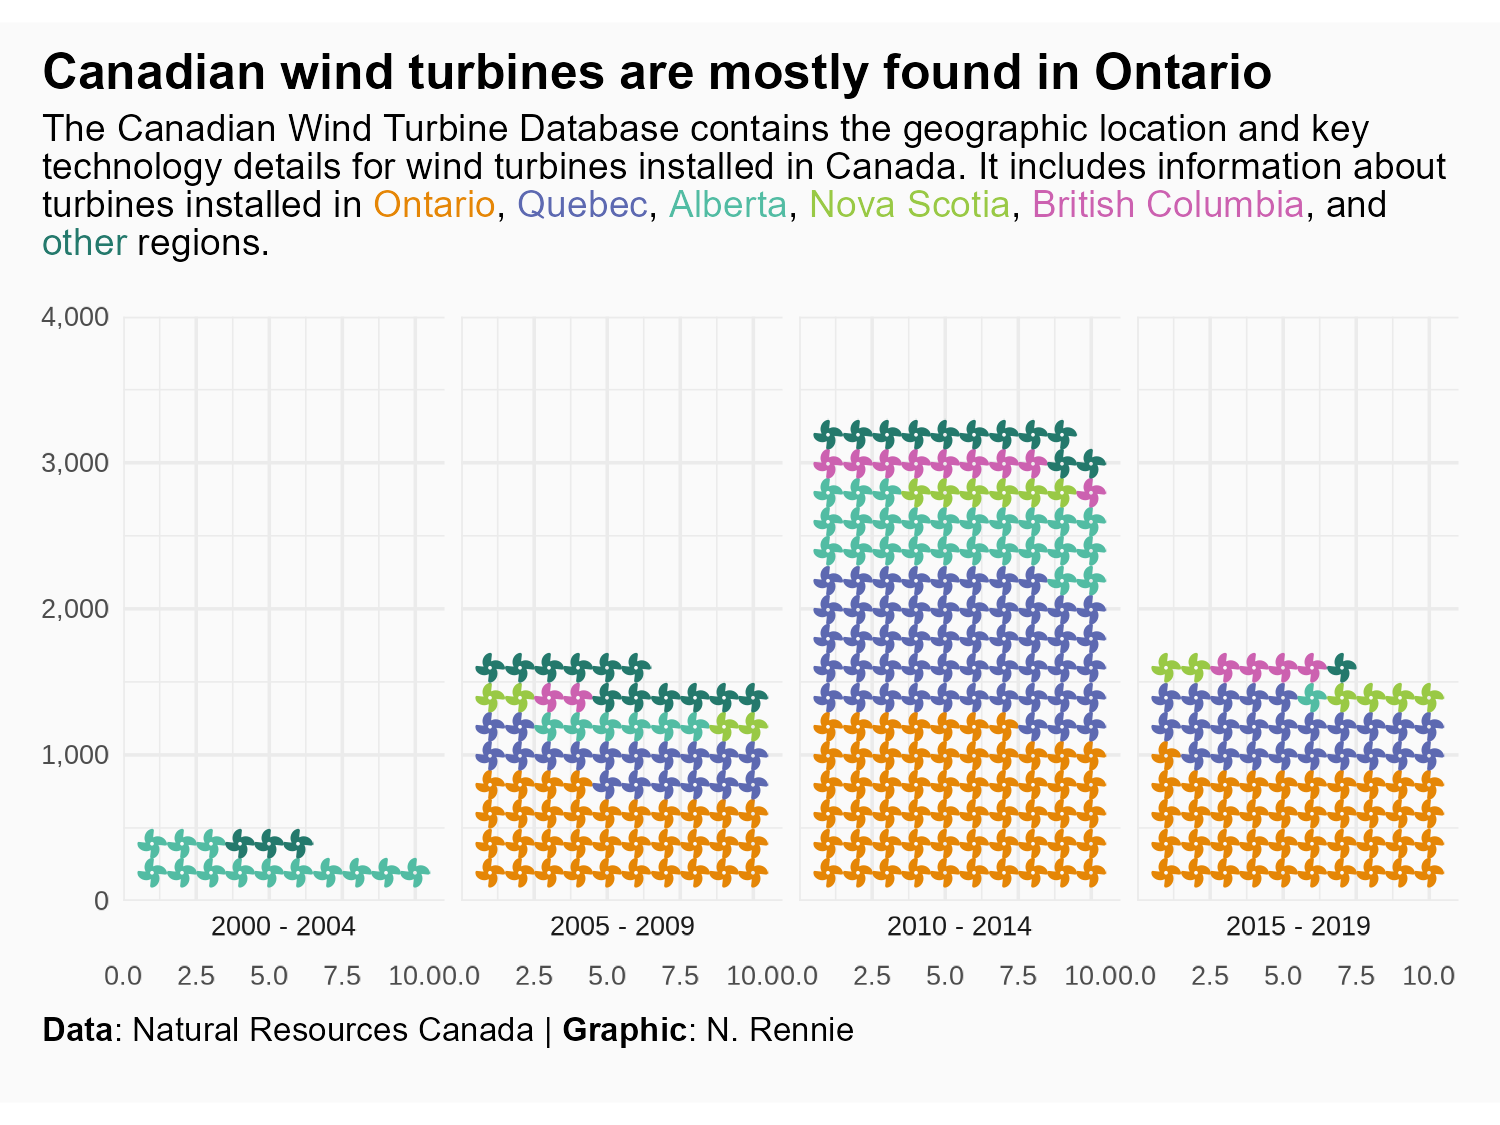 Canadian wind turbines are mostly found in Ontario
The Canadian Wind Turbine Database contains the geographic location and key
technology details for wind turbines installed in Canada. It includes information about
turbines installed in Ontario, Quebec, Alberta, Nova Scotia, British Columbia, and
other regions.
4,000
3,000
2,000
1,000
0
2000 - 2004 2005 - 2009 2010 - 2014 2015 - 2019
0.0 2.5 5.0 7.5 10.0 0.0 2.5 5.0 7.5 10.0 0.0 2.5 5.0 7.5 10.0 0.0 2.5 5.0 7.5 10.0
Data: Natural Resources Canada | Graphic: N. Rennie